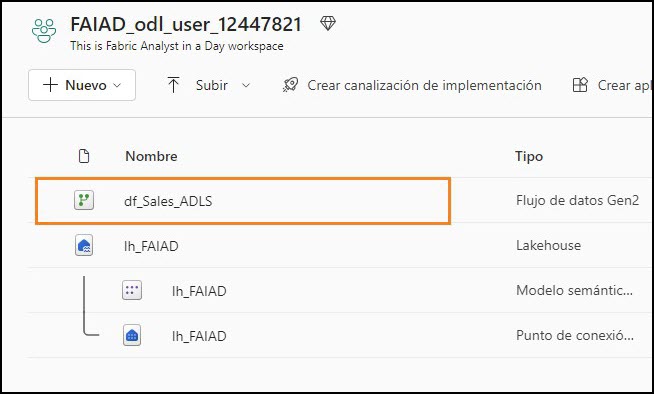 FAIAD_odl_user_12447821
This is Fabric Analyst in a Day workspace
Nuevo Subir Crear canalización de implementación Crear apl
Nombre Tipo
df_Sales_ADLS Flujo de datos Gen2
lh_FAIAD Lakehouse
lh_FAIAD Modelo semántic...
lh_FAIAD Punto de conexió...